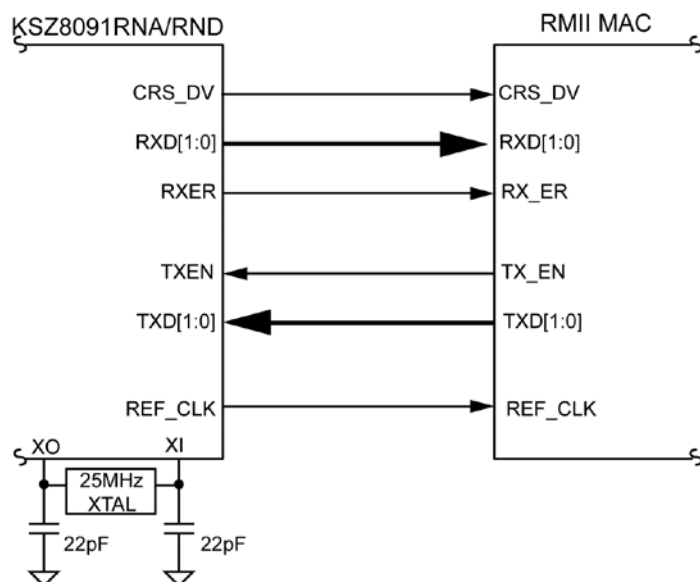 KSZ8091RNA/RND
RMII MAC
CRS_DV
CRS_DV
RXD[1:0]
RXD[1:0]
RXER
RX_ER
TXEN
TX_EN
TXD[1:0]
TXD[1:0]
REF_CLK
REF_CLK
XO
XI
25MHz
XTAL
22pF
22pF